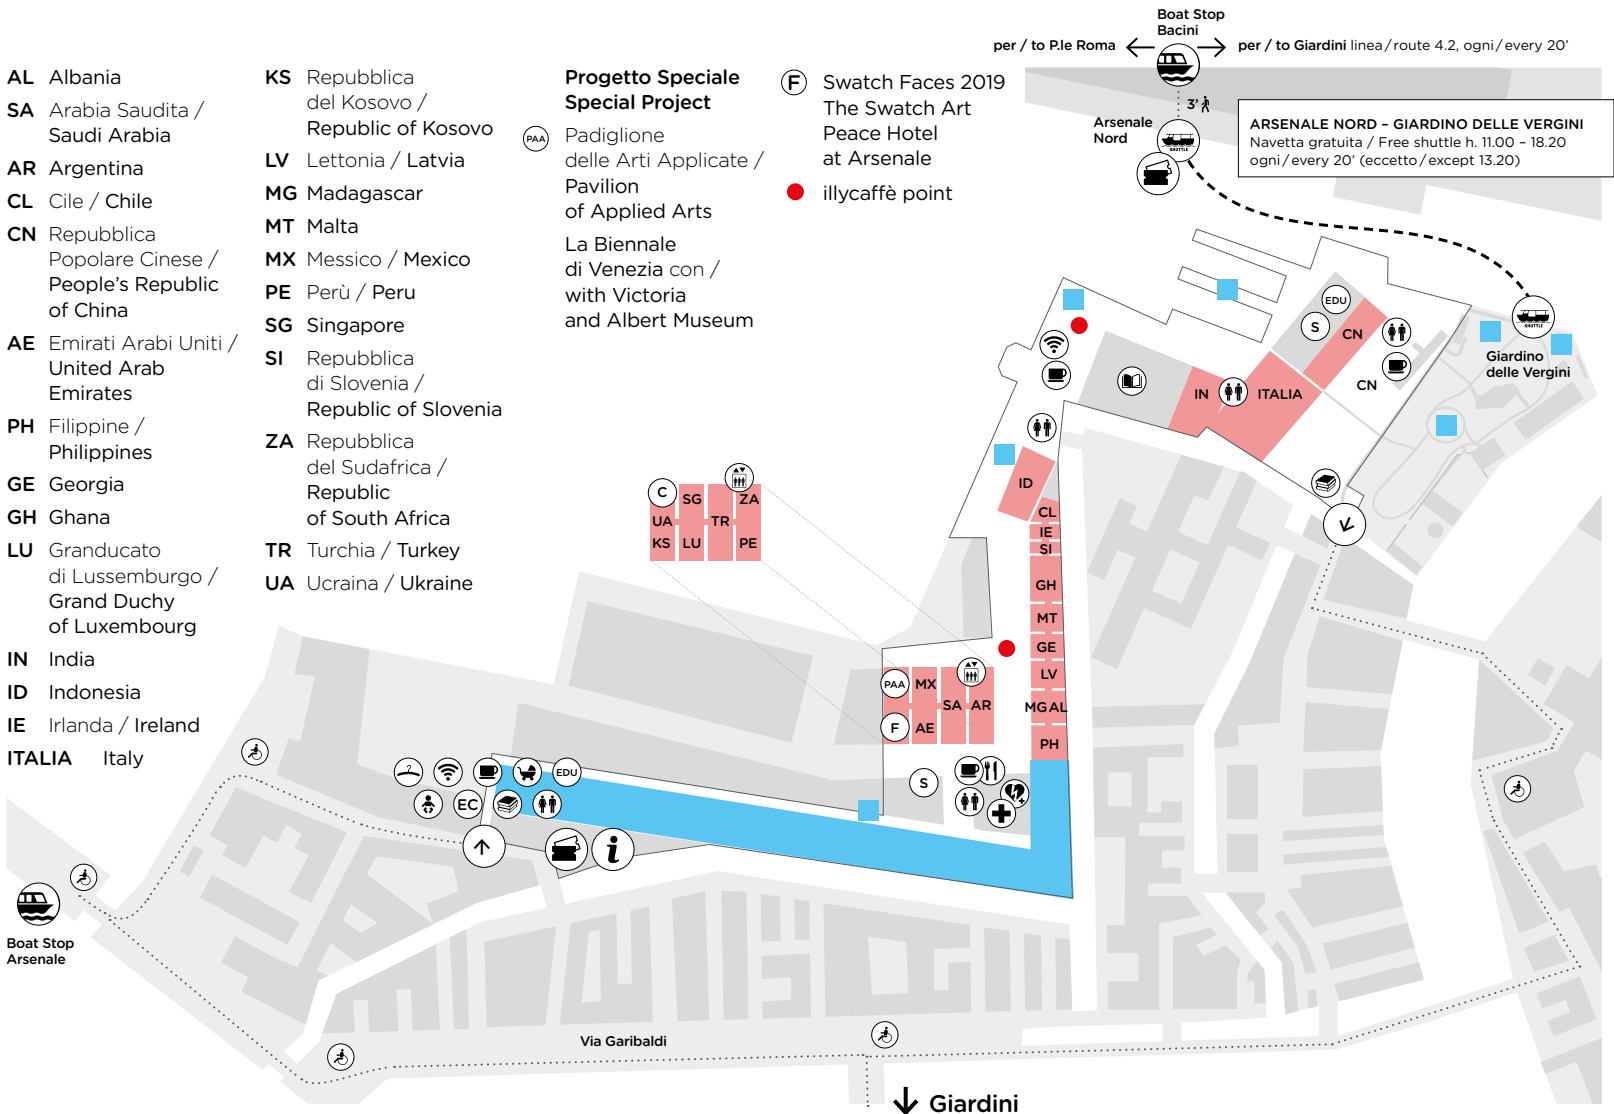 AL Albania
SA Arabia Saudita /
Saudi Arabia
AR Argentina
CL Cile / Chile
CN Repubblica
Popolare Cinese /
People's Republic
of China
AE Emirati Arabi Uniti /
United Arab
Emirates
PH Filippine /
Philippines
GE Georgia
GH Ghana
LU Granducato
di Lussemburgo /
Grand Duchy
of Luxembourg
IN India
ID Indonesia
IE Irlanda / Ireland
ITALIA Italy
KS Repubblica
del Kosovo /
Republic of Kosovo
LV Lettonia / Latvia
MG Madagascar
MT Malta
MX Messico / Mexico
PE Perù / Peru
SG Singapore
SI Repubblica
di Slovenia /
Republic of Slovenia
ZA Repubblica
del Sudafrica /
Republic
of South Africa
TR Turchia / Turkey
UA Ucraina / Ukraine
Progetto Speciale
Special Project
PAA Padiglione
delle Arti Applicate /
Pavilion
of Applied Arts
La Biennale
di Venezia con /
with Victoria
and Albert Museum
F Swatch Faces 2019
The Swatch Art
Peace Hotel
at Arsenale
illycaffè point
Boat Stop
Bacini
per / to P.le Roma
per / to Giardini linea / route 4.2, ogni / every 20'
3'
Arsenale
Nord
SHUTTLE
ARSENALE NORD – GIARDINO DELLE VERGINI
Navetta gratuita / Free shuttle h. 11.00 – 18.20
ogni / every 20' (eccetto / except 13.20)
SHUTTLE
Giardino
delle Vergini
EDU
S
CN
CN
IN
ITALIA
ID
CL
IE
SI
GH
MT
GE
LV
MG AL
PH
C
SG
ZA
UA
TR
KS
LU
PE
PAA
MX
SA
AR
F
AE
S
EDU
EC
i
Boat Stop
Arsenale
Via Garibaldi
Giardini